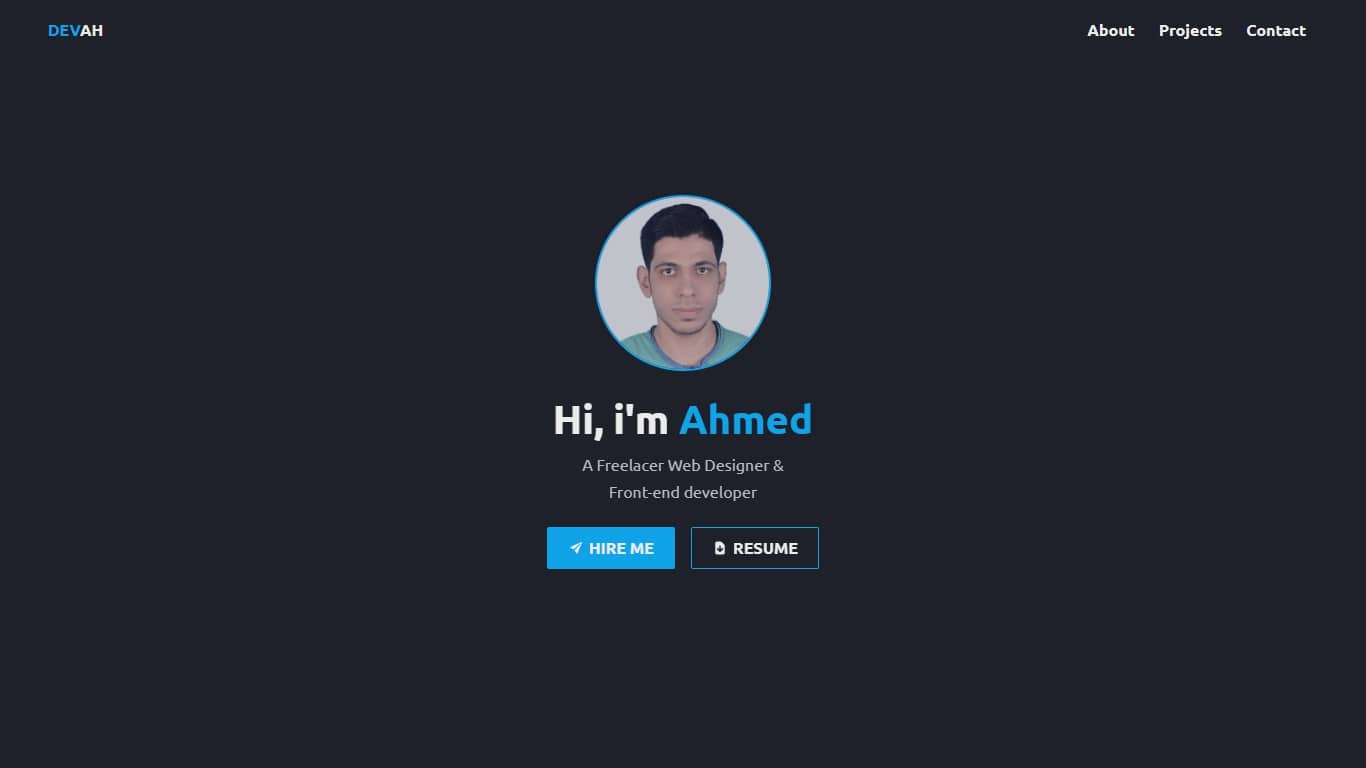 DEVAH
About Projects Contact
Hi, i'm Ahmed
A Freelacer Web Designer &
Front-end developer
HIRE ME
RESUME